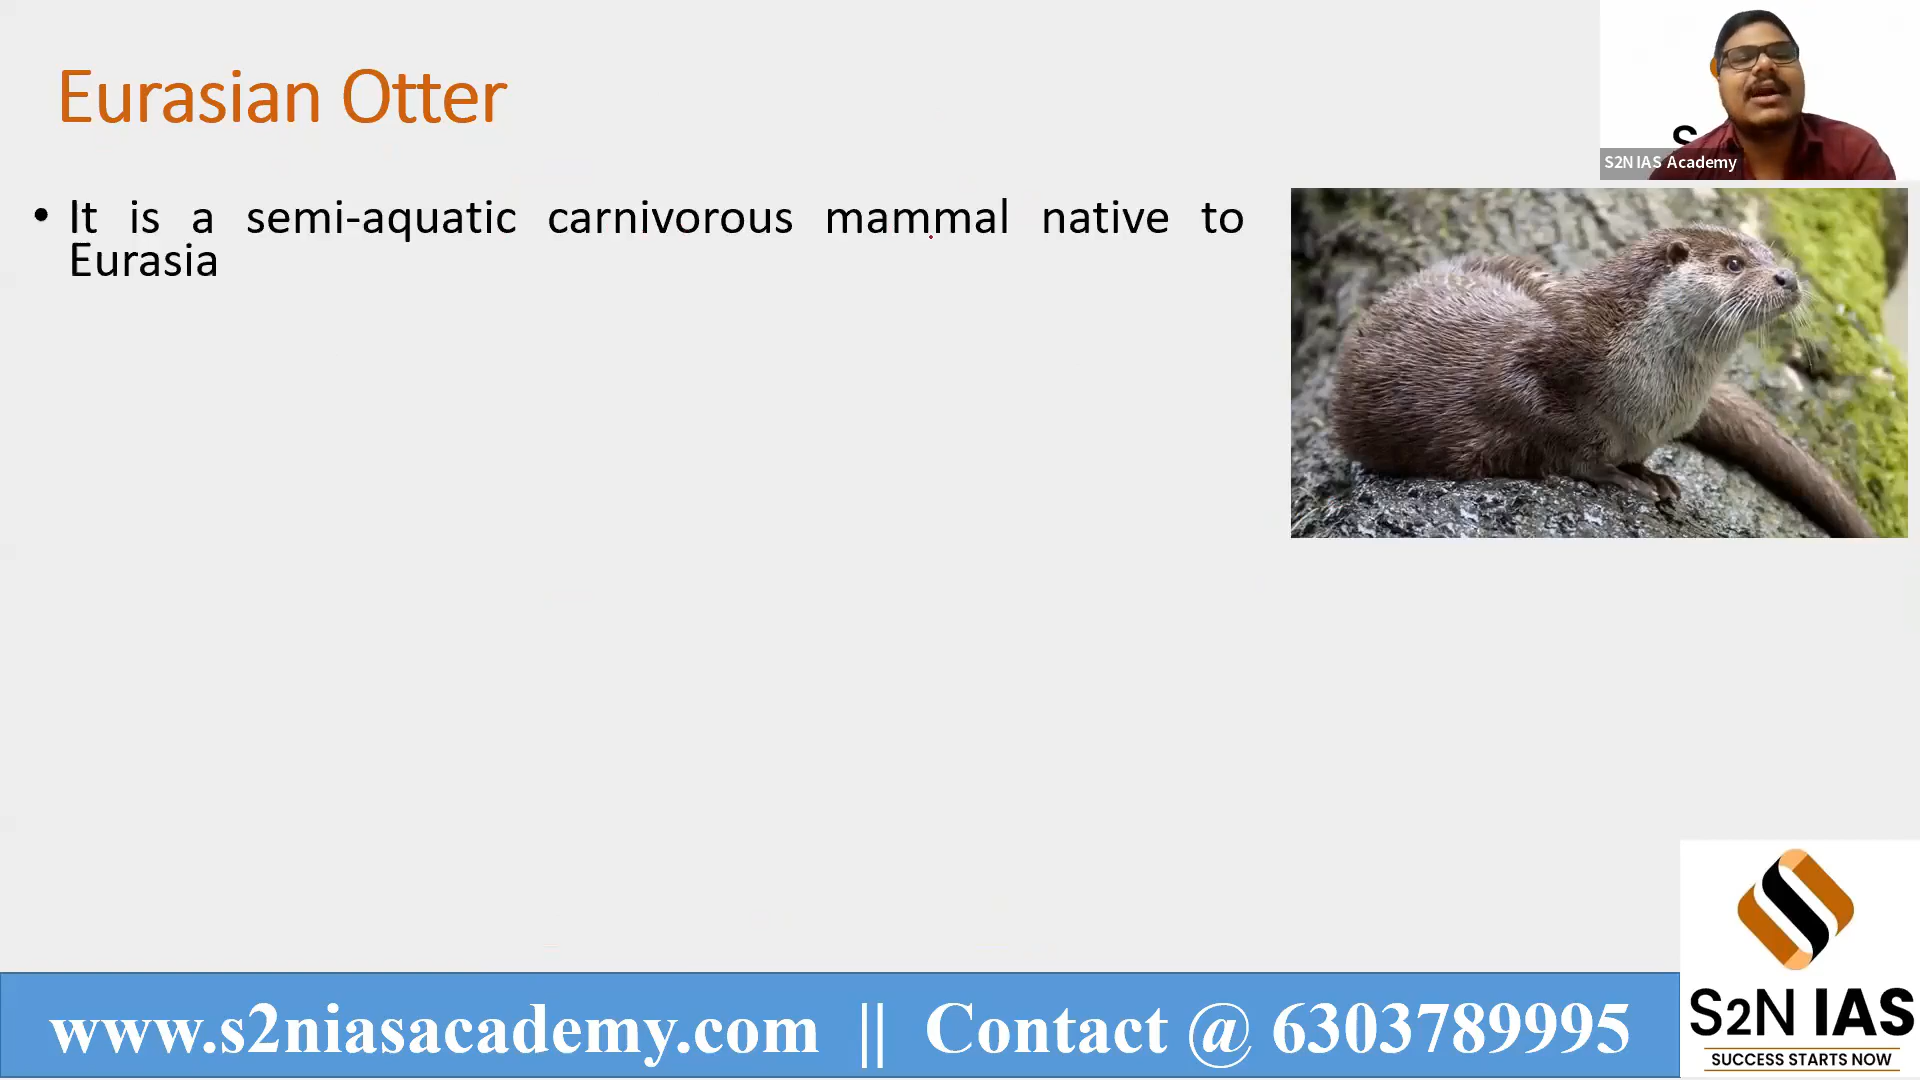 Eurasian Otter
S2N IAS Academy
• It is a semi-aquatic carnivorous mammal native to
Eurasia
www.s2niasacademy.com || Contact @ 6303789995
S2N IAS
SUCCESS STARTS NOW